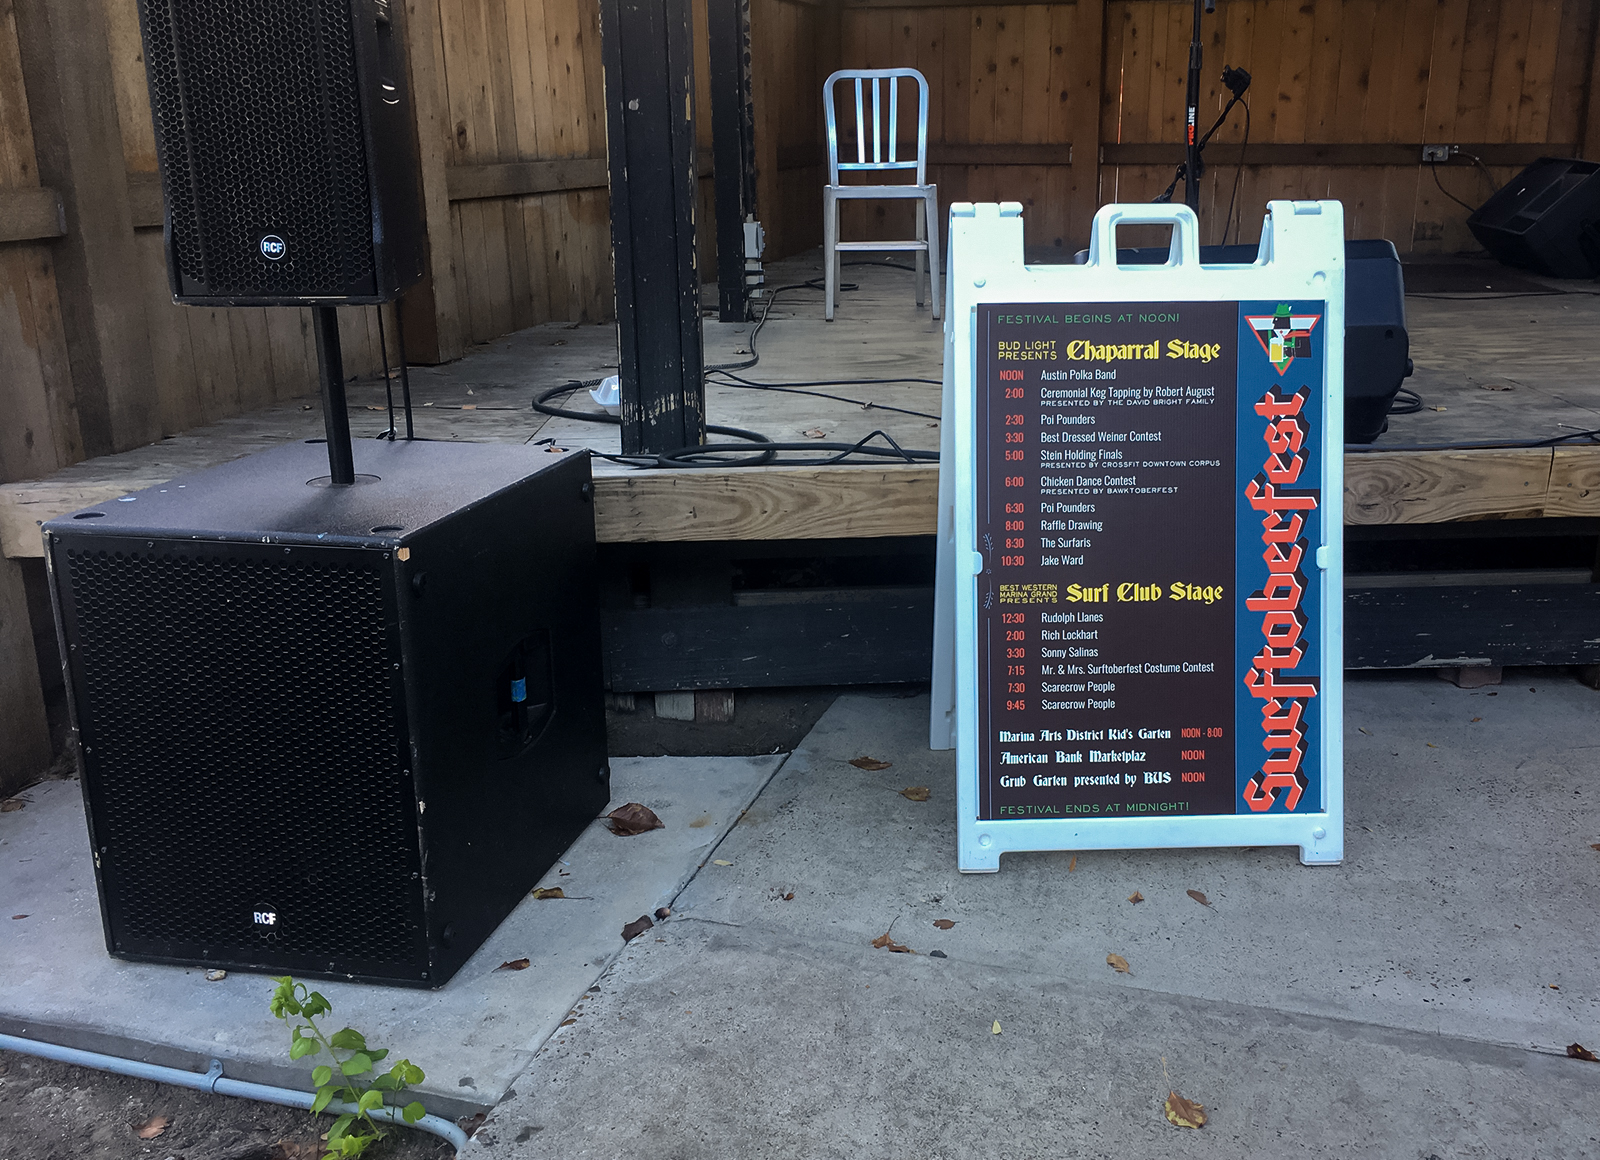 RCF
RCF
PROLINE
FESTIVAL BEGINS AT NOON!
BUD LIGHT
PRESENTS
Chaparral Stage
NOON Austin Polka Band
2:00 Ceremonial Keg Tapping by Robert August
PRESENTED BY THE DAVID BRIGHT FAMILY
2:30 Poi Pounders
3:30 Best Dressed Weiner Contest
5:00 Stein Holding Finals
PRESENTED BY CROSSFIT DOWNTOWN CORPUS
6:00 Chicken Dance Contest
PRESENTED BY BAWKTOBERFEST
6:30 Poi Pounders
8:00 Raffle Drawing
8:30 The Surfaris
10:30 Jake Ward
BEST WESTERN
MARINA GRAND
PRESENTS
Surf Club Stage
12:30 Rudolph Llanes
2:00 Rich Lockhart
3:30 Sonny Salinas
7:15 Mr. & Mrs. Surftoberfest Costume Contest
7:30 Scarecrow People
9:45 Scarecrow People
Marina Arts District Kid's Garten NOON - 8:00
American Bank Marketplaz NOON
Grub Garten presented by BUS NOON
FESTIVAL ENDS AT MIDNIGHT!
Surftoberfest